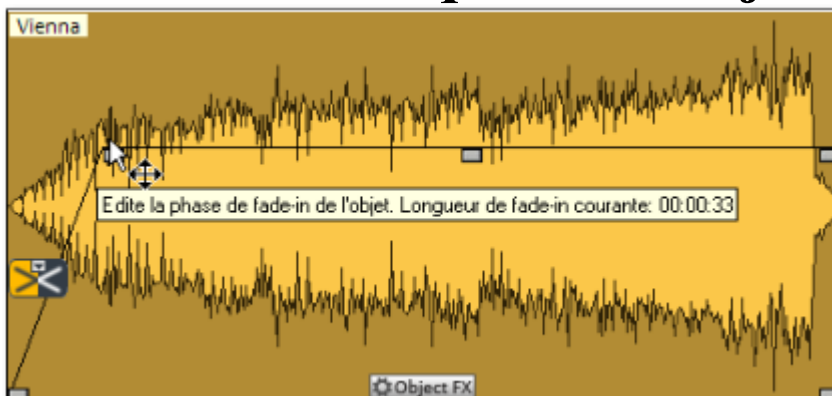 Vienna
Edite la phase de fade-in de l'objet. Longueur de fade-in courante: 00:00:33
Object FX